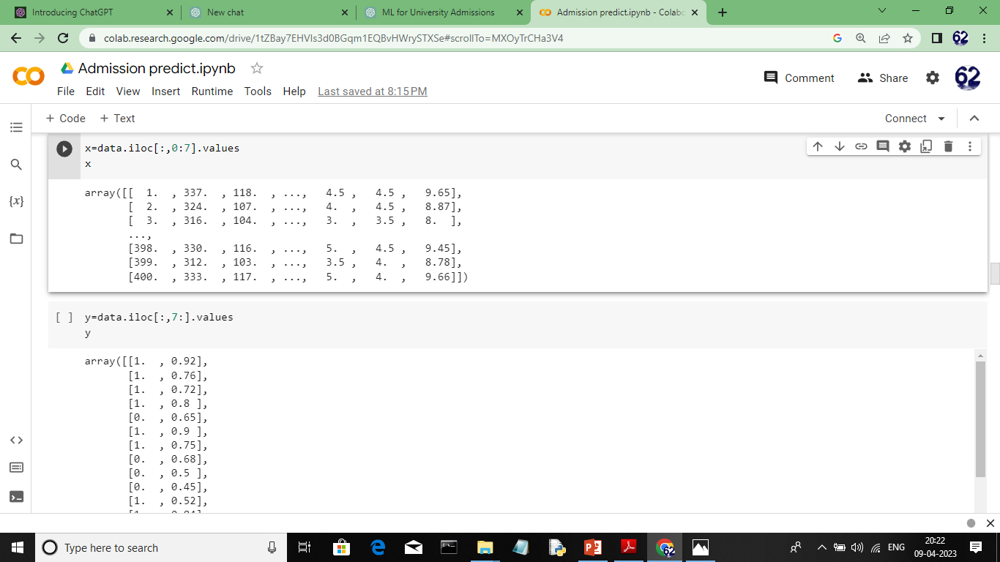 Introducing ChatGPT
New chat
ML for University Admissions
Admission predict.ipynb - Colabo
colab.research.google.com/drive/1tZBay7EHVIs3d0BGqm1EQBvHWrySTXSe#scrollTo=MXOyTrCHa3V4
62
Admission predict.ipynb
Comment
Share
62
File Edit View Insert Runtime Tools Help Last saved at 8:15 PM
+ Code + Text
Connect
x=data.iloc[:,0:7].values
x
array([[  1.  , 337.  , 118.  , ...,   4.5 ,   4.5 ,   9.65],
[  2.  , 324.  , 107.  , ...,   4.  ,   4.5 ,   8.87],
[  3.  , 316.  , 104.  , ...,   3.  ,   3.5 ,   8.  ],
...,
[398.  , 330.  , 116.  , ...,   5.  ,   4.5 ,   9.45],
[399.  , 312.  , 103.  , ...,   3.5 ,   4.  ,   8.78],
[400.  , 333.  , 117.  , ...,   5.  ,   4.  ,   9.66]])
{x}
[ ] y=data.iloc[:,7:].values
y
array([[1.  , 0.92],
[1.  , 0.76],
[1.  , 0.72],
[1.  , 0.8 ],
[0.  , 0.65],
[1.  , 0.9 ],
[1.  , 0.75],
[0.  , 0.68],
[0.  , 0.5 ],
[0.  , 0.45],
[1.  , 0.52],
Type here to search
62
ENG
20:22
09-04-2023